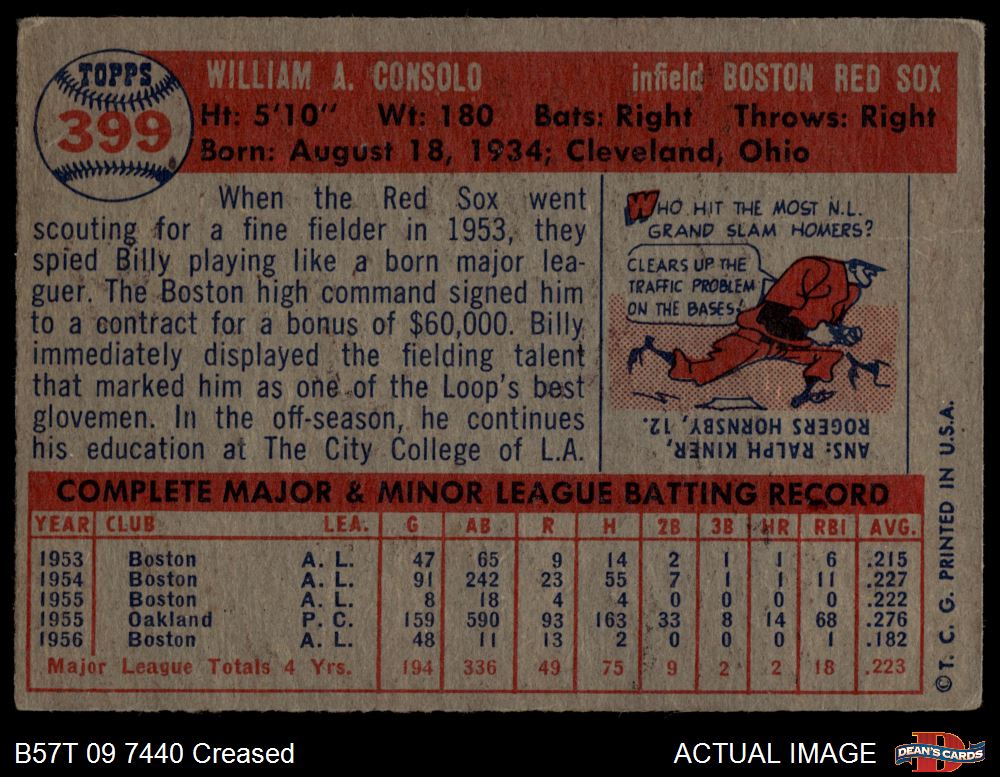 TOPPS
399
WILLIAM A. CONSOLO infield BOSTON RED SOX
Ht: 5'10" Wt: 180 Bats: Right Throws: Right
Born: August 18, 1934; Cleveland, Ohio
When the Red Sox went
scouting for a fine fielder in 1953, they
spied Billy playing like a born major lea-
guer. The Boston high command signed him
to a contract for a bonus of $60,000. Billy
immediately displayed the fielding talent
that marked him as one of the Loop's best
glovemen. In the off-season, he continues
his education at The City College of L.A.
WHO HIT THE MOST N.L.
GRAND SLAM HOMERS?
CLEARS UP THE
TRAFFIC PROBLEM
ON THE BASES!
ANS: RALPH KINER,
ROGERS HORNSBY, 12.
COMPLETE MAJOR & MINOR LEAGUE BATTING RECORD
YEAR CLUB LEA. G AB R H 2B 3B HR RBI AVG.
1953 Boston A. L. 47 65 9 14 2 1 1 6 .215
1954 Boston A. L. 91 242 23 55 7 1 1 11 .227
1955 Boston A. L. 8 18 4 4 0 0 0 0 .222
1955 Oakland P. C. 159 590 93 163 33 8 14 68 .276
1956 Boston A. L. 48 11 13 2 0 0 0 1 .182
Major League Totals 4 Yrs. 194 336 49 75 9 2 2 18 .223
© T. C. G. PRINTED IN U.S.A.
B57T 09 7440 Creased
ACTUAL IMAGE
D
DEAN'S CARDS